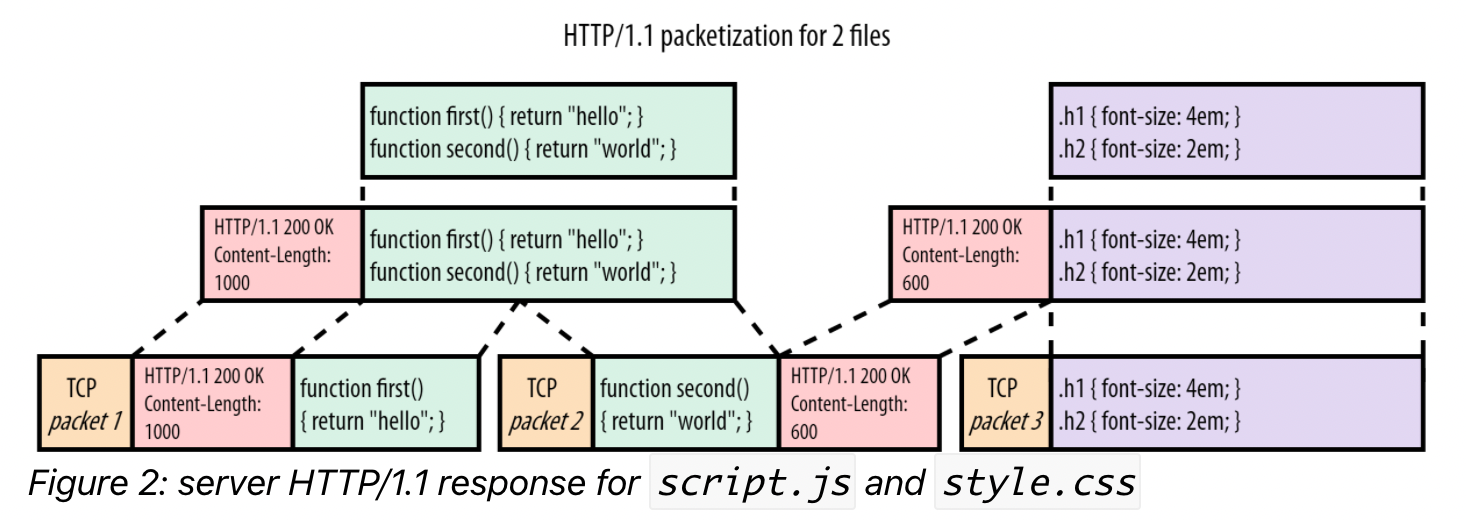 HTTP/1.1 packetization for 2 files
function first() { return "hello"; }
function second() { return "world"; }
.h1 { font-size: 4em; }
.h2 { font-size: 2em; }
HTTP/1.1 200 OK
Content-Length:
1000
function first() { return "hello"; }
function second() { return "world"; }
HTTP/1.1 200 OK
Content-Length:
600
.h1 { font-size: 4em; }
.h2 { font-size: 2em; }
TCP
packet 1
HTTP/1.1 200 OK
Content-Length:
1000
function first()
{ return "hello"; }
TCP
packet 2
function second()
{ return "world"; }
HTTP/1.1 200 OK
Content-Length:
600
TCP
packet 3
.h1 { font-size: 4em; }
.h2 { font-size: 2em; }
Figure 2: server HTTP/1.1 response for script.js and style.css